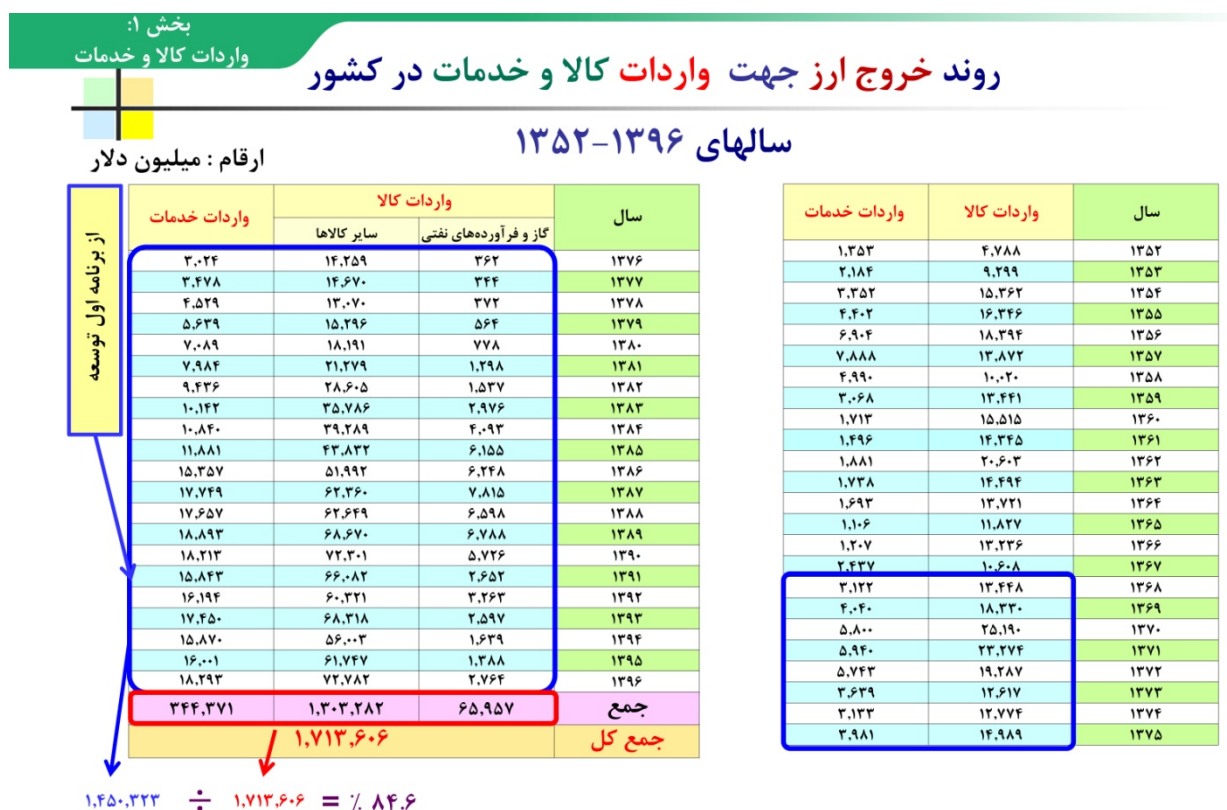 بخش ۱:
واردات کالا و خدمات
روند خروج ارز جهت واردات کالا و خدمات در کشور
سالهای ۱۳۹۶-۱۳۵۲
ارقام : میلیون دلار
سال واردات کالا واردات خدمات
۱۳۵۲ ۴,۷۸۸ ۱,۳۵۳
۱۳۵۳ ۹,۲۹۹ ۲,۱۸۴
۱۳۵۴ ۱۵,۳۶۲ ۳,۳۵۲
۱۳۵۵ ۱۶,۳۴۶ ۴,۴۰۲
۱۳۵۶ ۱۸,۳۹۴ ۶,۹۰۴
۱۳۵۷ ۱۳,۸۷۲ ۷,۸۸۸
۱۳۵۸ ۱۰,۰۲۰ ۴,۹۹۰
۱۳۵۹ ۱۳,۴۴۱ ۳,۰۶۸
۱۳۶۰ ۱۵,۵۱۵ ۱,۷۱۳
۱۳۶۱ ۱۴,۳۴۵ ۱,۴۹۶
۱۳۶۲ ۲۰,۶۰۳ ۱,۸۸۱
۱۳۶۳ ۱۴,۴۹۴ ۱,۷۳۸
۱۳۶۴ ۱۳,۷۲۱ ۱,۶۹۳
۱۳۶۵ ۱۱,۸۲۷ ۱,۱۰۶
۱۳۶۶ ۱۳,۲۳۶ ۱,۲۰۷
۱۳۶۷ ۱۰,۶۰۸ ۲,۴۳۷
۱۳۶۸ ۱۳,۴۴۸ ۳,۱۲۲
۱۳۶۹ ۱۸,۳۳۰ ۴,۰۴۰
۱۳۷۰ ۲۵,۱۹۰ ۵,۸۰۰
۱۳۷۱ ۲۳,۲۷۴ ۵,۹۴۰
۱۳۷۲ ۱۹,۲۸۷ ۵,۷۴۳
۱۳۷۳ ۱۲,۶۱۷ ۳,۶۳۹
۱۳۷۴ ۱۲,۷۷۴ ۳,۱۳۳
۱۳۷۵ ۱۴,۹۸۹ ۳,۹۸۱
سال واردات کالا واردات خدمات
گاز و فرآورده‌های نفتی سایر کالاها
۱۳۷۶ ۳۶۲ ۱۴,۲۵۹ ۳,۰۲۴
۱۳۷۷ ۳۴۴ ۱۴,۶۷۰ ۳,۴۷۸
۱۳۷۸ ۳۷۲ ۱۳,۰۷۰ ۴,۵۲۹
۱۳۷۹ ۵۶۴ ۱۵,۲۹۶ ۵,۶۳۹
۱۳۸۰ ۷۷۸ ۱۸,۱۹۱ ۷,۰۸۹
۱۳۸۱ ۱,۲۹۸ ۲۱,۲۷۹ ۷,۹۸۴
۱۳۸۲ ۱,۵۳۷ ۲۸,۶۰۵ ۹,۴۳۶
۱۳۸۳ ۲,۹۷۶ ۳۵,۷۸۶ ۱۰,۱۴۲
۱۳۸۴ ۴,۰۹۳ ۳۹,۲۸۹ ۱۰,۸۴۰
۱۳۸۵ ۶,۱۵۵ ۴۳,۸۳۲ ۱۱,۸۸۱
۱۳۸۶ ۶,۲۴۸ ۵۱,۹۹۲ ۱۵,۳۵۷
۱۳۸۷ ۷,۸۱۵ ۶۲,۳۶۰ ۱۷,۷۴۹
۱۳۸۸ ۶,۵۹۸ ۶۲,۶۴۹ ۱۷,۶۵۷
۱۳۸۹ ۶,۷۸۸ ۶۸,۶۷۰ ۱۸,۸۹۳
۱۳۹۰ ۵,۷۲۶ ۷۲,۳۰۱ ۱۸,۲۱۳
۱۳۹۱ ۲,۶۵۲ ۶۶,۰۸۲ ۱۵,۸۴۳
۱۳۹۲ ۳,۲۶۳ ۶۰,۳۲۱ ۱۶,۱۹۴
۱۳۹۳ ۲,۵۹۷ ۶۸,۳۱۸ ۱۷,۴۵۰
۱۳۹۴ ۱,۶۳۹ ۵۶,۰۰۳ ۱۵,۸۷۰
۱۳۹۵ ۱,۳۸۸ ۶۱,۷۴۷ ۱۶,۰۰۱
۱۳۹۶ ۲,۷۶۴ ۷۲,۷۸۲ ۱۸,۲۹۳
جمع ۶۵,۹۵۷ ۱,۳۰۳,۲۸۲ ۳۴۴,۳۷۱
جمع کل ۱,۷۱۳,۶۰۶
از برنامه اول توسعه
۱,۴۵۰,۳۲۳ ÷ ۱,۷۱۳,۶۰۶ = ٪ ۸۴.۶